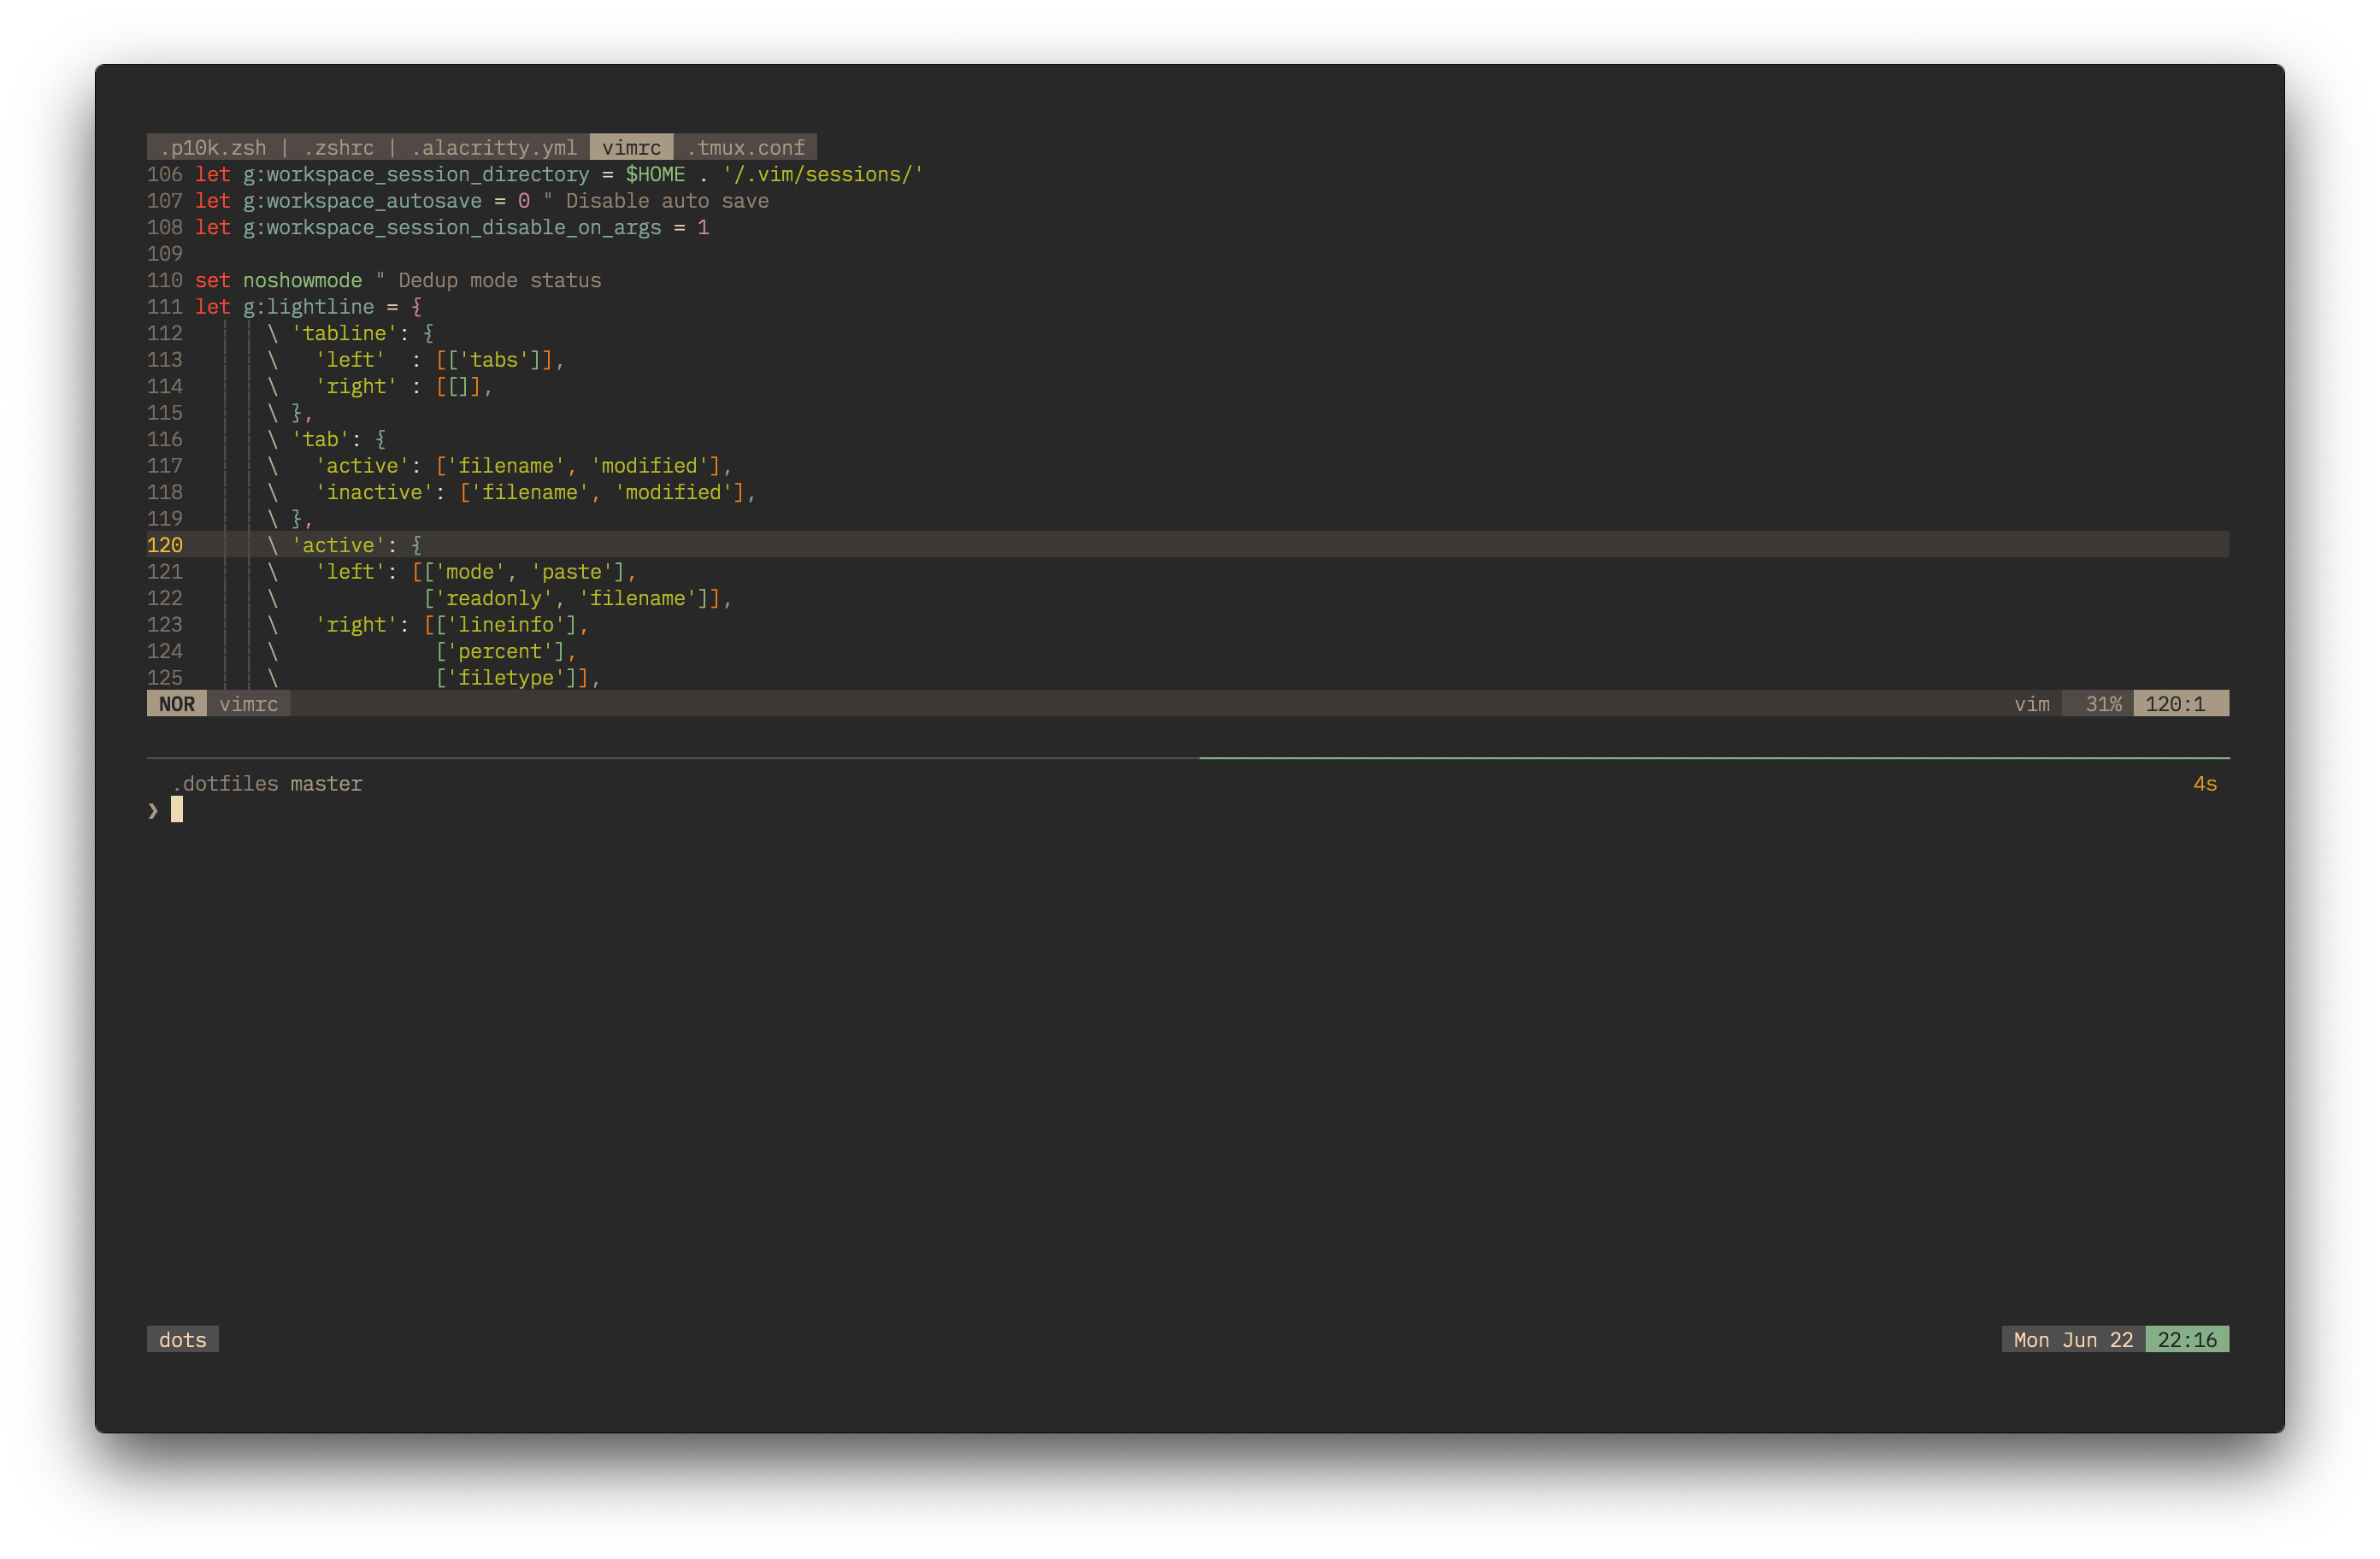 .p10k.zsh | .zshrc | .alacritty.yml vimrc .tmux.conf
106 let g:workspace_session_directory = $HOME . '/.vim/sessions/'
107 let g:workspace_autosave = 0 " Disable auto save
108 let g:workspace_session_disable_on_args = 1
109
110 set noshowmode " Dedup mode status
111 let g:lightline = {
112 ¦ ¦ \ 'tabline': {
113 ¦ ¦ \   'left'  : [['tabs']],
114 ¦ ¦ \   'right' : [[]],
115 ¦ ¦ \ },
116 ¦ ¦ \ 'tab': {
117 ¦ ¦ \   'active': ['filename', 'modified'],
118 ¦ ¦ \   'inactive': ['filename', 'modified'],
119 ¦ ¦ \ },
120 ¦ ¦ \ 'active': {
121 ¦ ¦ \   'left': [['mode', 'paste'],
122 ¦ ¦ \            ['readonly', 'filename']],
123 ¦ ¦ \   'right': [['lineinfo'],
124 ¦ ¦ \             ['percent'],
125 ¦ ¦ \             ['filetype']],
NOR vimrc vim 31% 120:1
.dotfiles master 4s
❯
dots Mon Jun 22 22:16